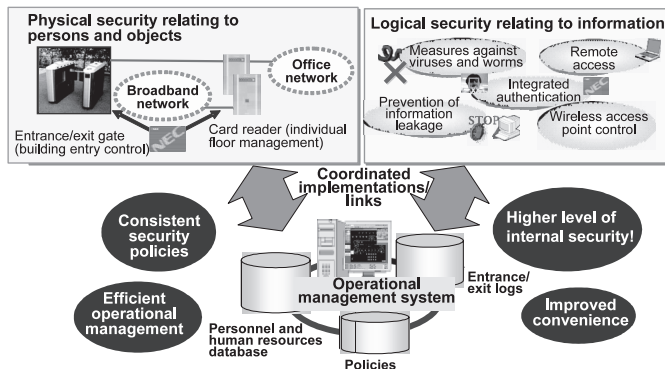 Physical security relating to
persons and objects
Office
network
Broadband
network
NEC
Entrance/exit gate
(building entry control)
Card reader (individual
floor management)
Logical security relating to information
Measures against
viruses and worms
Remote
access
Integrated
authentication
Prevention of
information
leakage
STOP
Wireless access
point control
Coordinated
implementations/
links
Consistent
security
policies
Efficient
operational
management
Higher level of
internal security!
Improved
convenience
Operational
management system
Entrance/
exit logs
Personnel and
human resources
database
Policies